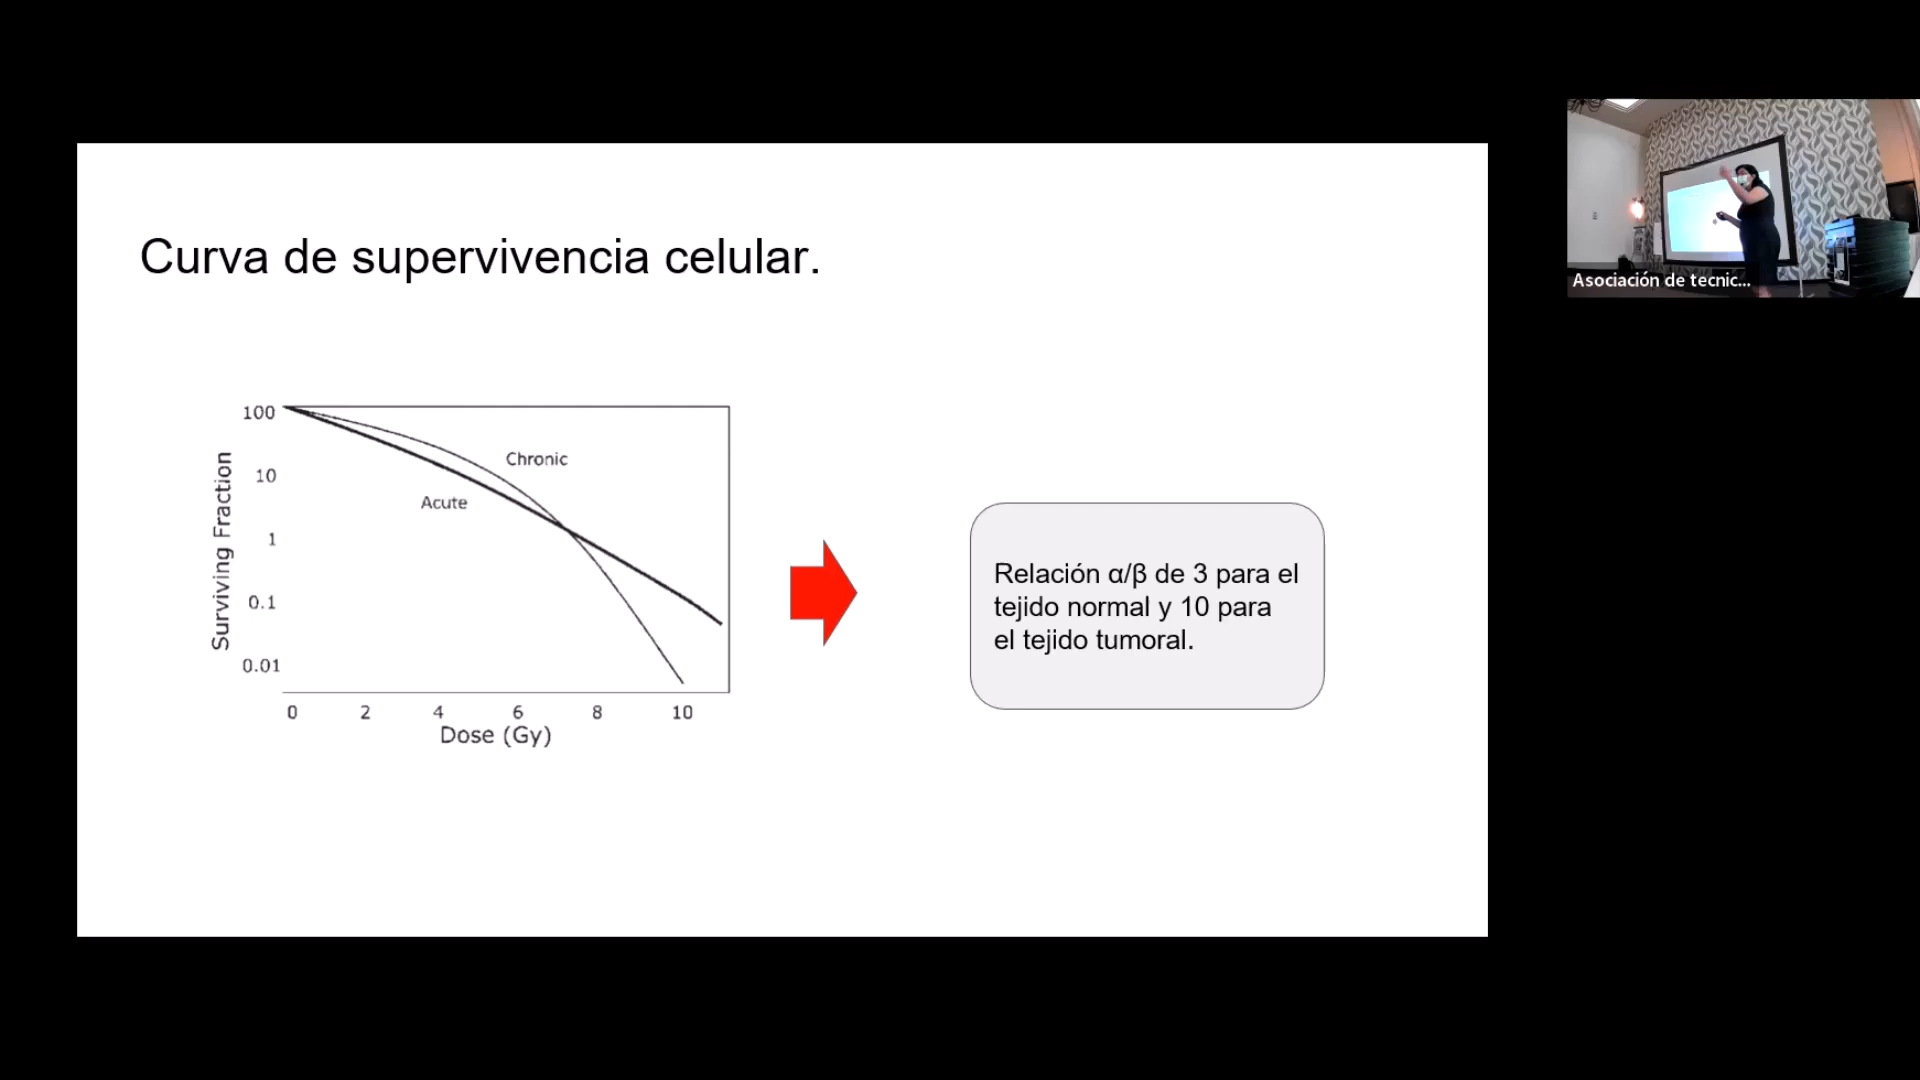 Curva de supervivencia celular.
100
10
1
0.1
0.01
Surviving Fraction
Chronic
Acute
0 2 4 6 8 10
Dose (Gy)
Relación α/β de 3 para el
tejido normal y 10 para
el tejido tumoral.
Asociación de tecnic...